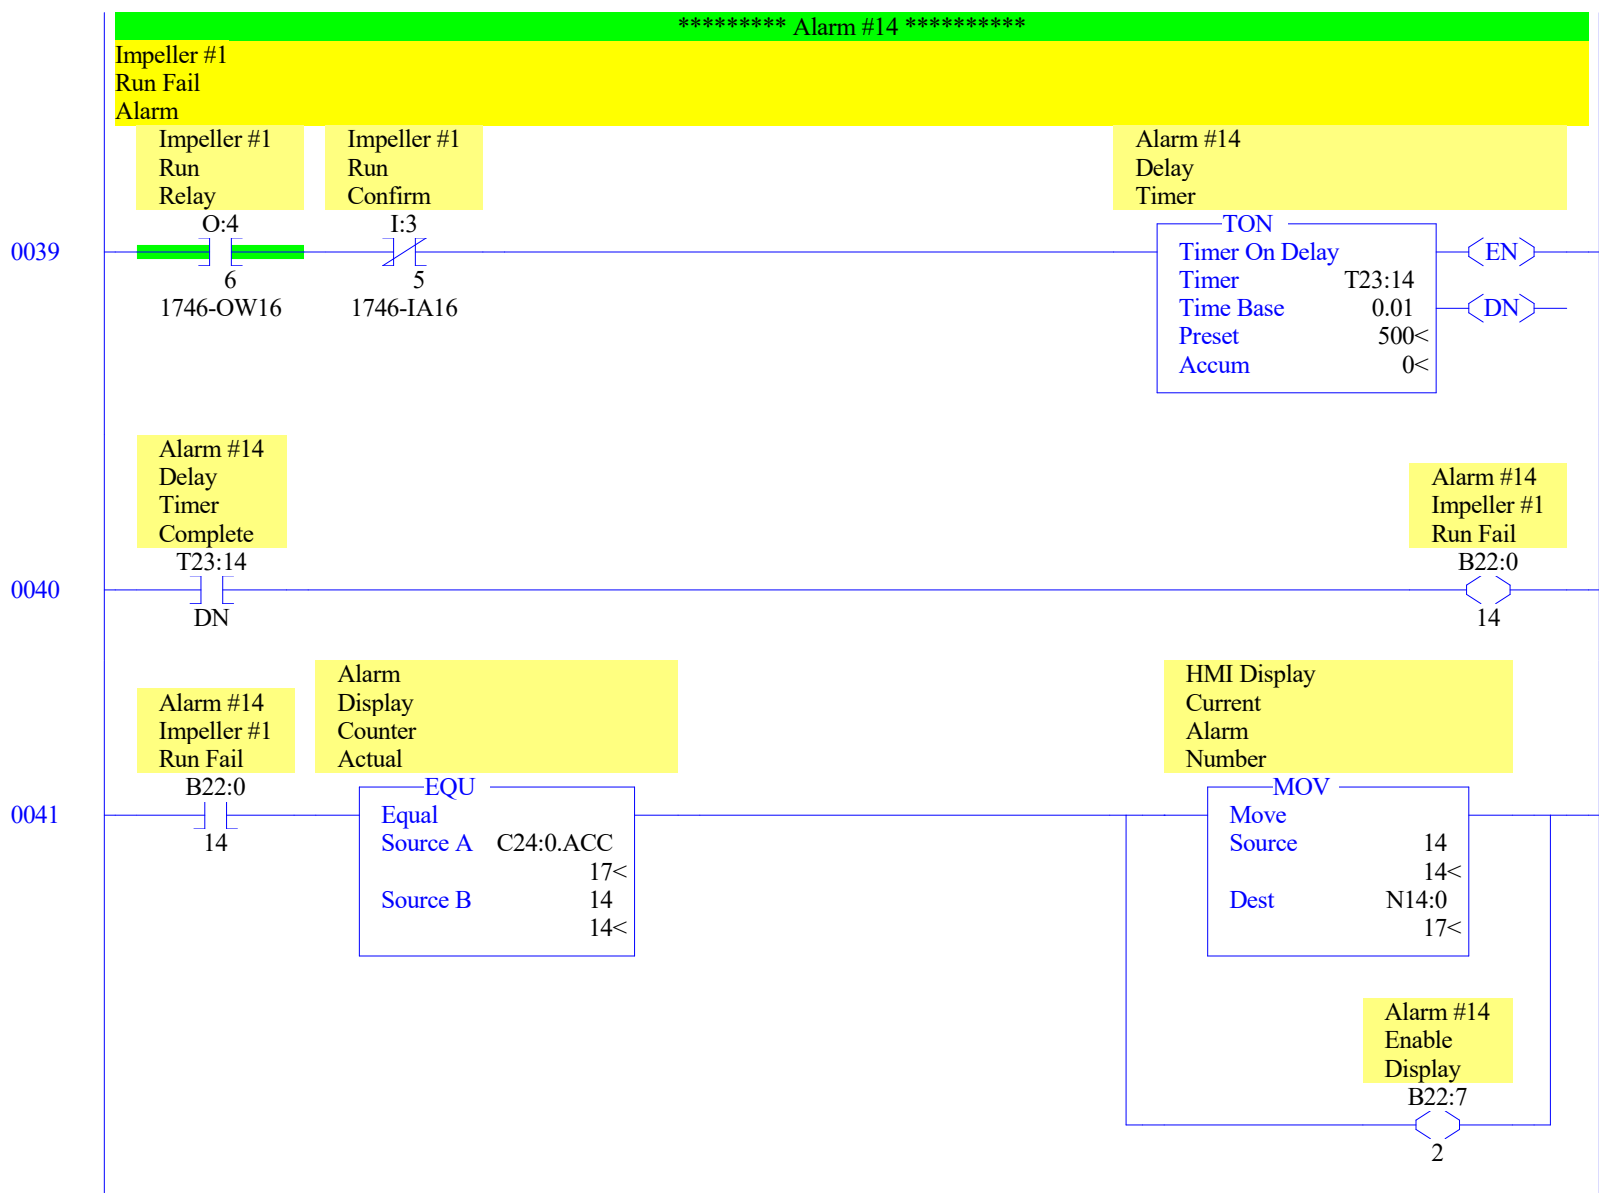 ********* Alarm #14 **********
Impeller #1
Run Fail
Alarm
Impeller #1
Run
Relay
O:4
6
1746-OW16
Impeller #1
Run
Confirm
I:3
5
1746-IA16
Alarm #14
Delay
Timer
0039
TON
Timer On Delay
Timer T23:14
Time Base 0.01
Preset 500<
Accum 0<
EN
DN
Alarm #14
Delay
Timer
Complete
T23:14
DN
0040
Alarm #14
Impeller #1
Run Fail
B22:0
14
Alarm #14
Impeller #1
Run Fail
B22:0
14
0041
Alarm
Display
Counter
Actual
EQU
Equal
Source A C24:0.ACC
17<
Source B 14
14<
HMI Display
Current
Alarm
Number
MOV
Move
Source 14
14<
Dest N14:0
17<
Alarm #14
Enable
Display
B22:7
2